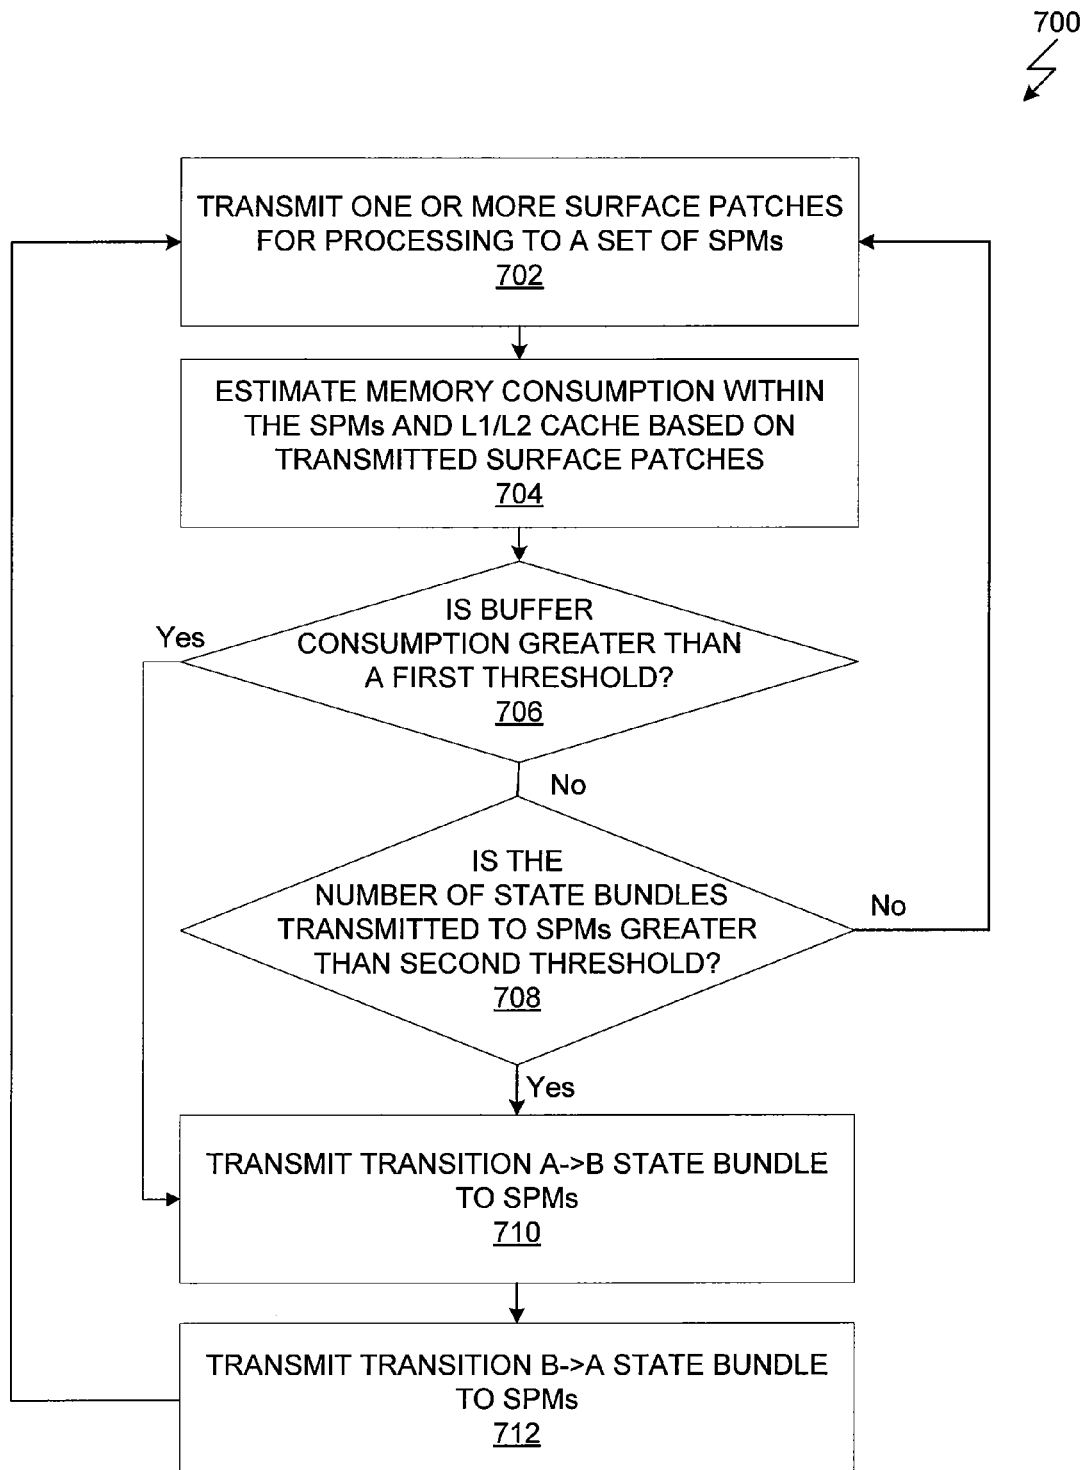 700
TRANSMIT ONE OR MORE SURFACE PATCHES
FOR PROCESSING TO A SET OF SPMs
702
ESTIMATE MEMORY CONSUMPTION WITHIN
THE SPMs AND L1/L2 CACHE BASED ON
TRANSMITTED SURFACE PATCHES
704
IS BUFFER
CONSUMPTION GREATER THAN
A FIRST THRESHOLD?
706
Yes
No
IS THE
NUMBER OF STATE BUNDLES
TRANSMITTED TO SPMs GREATER
THAN SECOND THRESHOLD?
708
No
Yes
TRANSMIT TRANSITION A->B STATE BUNDLE
TO SPMs
710
TRANSMIT TRANSITION B->A STATE BUNDLE
TO SPMs
712